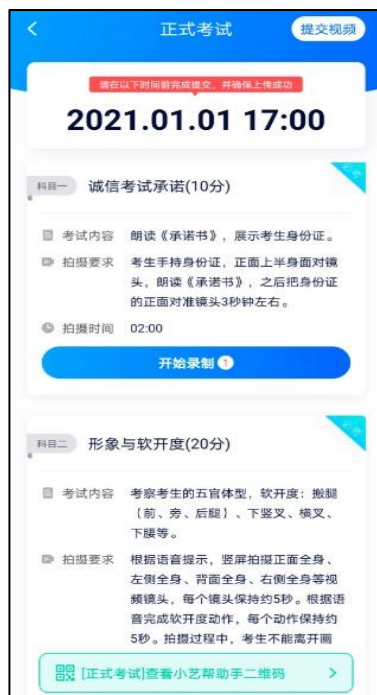 正式考试
提交视频
请在以下时间前完成提交，并确保上传成功
2021.01.01 17:00
科目一 诚信考试承诺(10分)
必考
考试内容 朗读《承诺书》，展示考生身份证。
拍摄要求 考生手持身份证，正面上半身面对镜
头，朗读《承诺书》，之后把身份证
的正面对准镜头3秒钟左右。
拍摄时间 02:00
开始录制 1
科目二 形象与软开度(20分)
必考
考试内容 考察考生的五官体型，软开度：搬腿
（前、旁、后腿）、下竖叉、横叉、
下腰等。
拍摄要求 根据语音提示，竖屏拍摄正面全身、
左侧全身、背面全身、右侧全身等视
频镜头，每个镜头保持约5秒。根据语
音完成软开度动作，每个动作保持约
5秒。拍摄过程中，考生不能离开画
[正式考试]查看小艺帮助手二维码